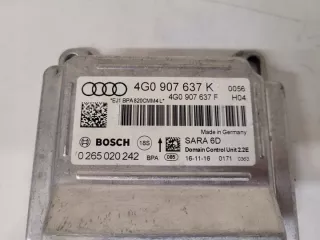 4G0 907 637 K 0056
4G0 907 637 F H04
Made in Germany
BOSCH SARA 6D
0 265 020 242 BPA Domain Control Unit 2.2E
16-11-16 0171 0363